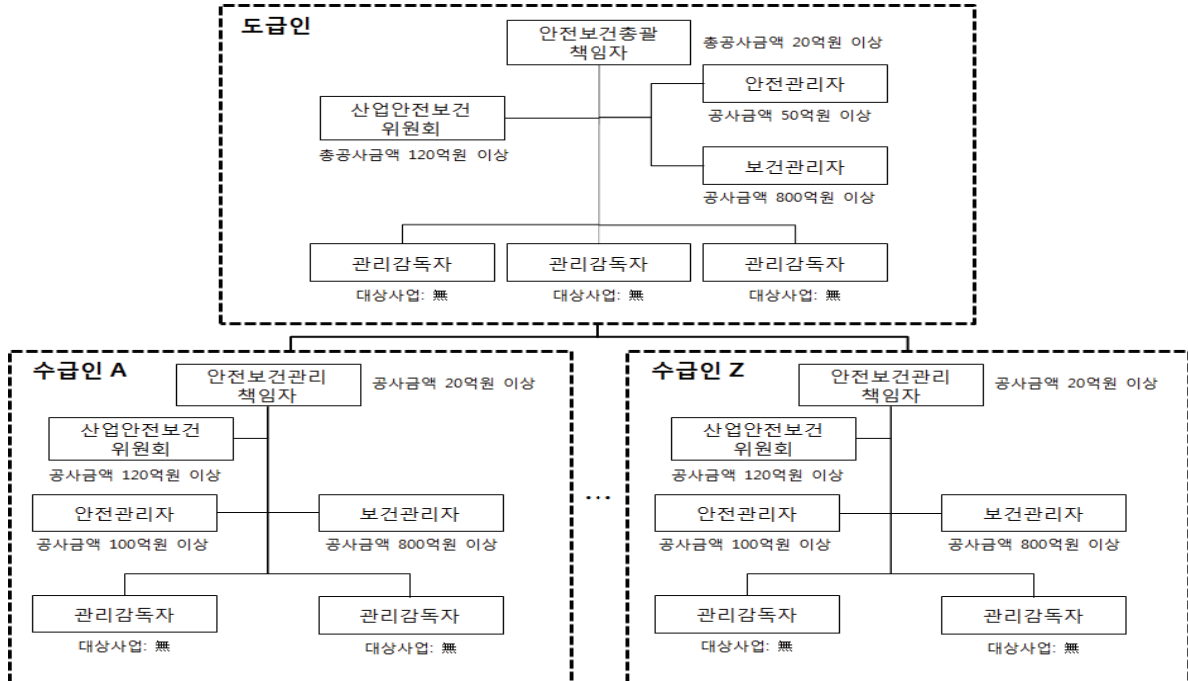 도급인
안전보건총괄
책임자
총공사금액 20억원 이상
안전관리자
공사금액 50억원 이상
산업안전보건
위원회
총공사금액 120억원 이상
보건관리자
공사금액 800억원 이상
관리감독자
관리감독자
관리감독자
대상사업: 無
대상사업: 無
대상사업: 無
수급인 A
안전보건관리
책임자
공사금액 20억원 이상
산업안전보건
위원회
공사금액 120억원 이상
안전관리자
보건관리자
공사금액 100억원 이상
공사금액 800억원 이상
관리감독자
관리감독자
대상사업: 無
대상사업: 無
...
수급인 Z
안전보건관리
책임자
공사금액 20억원 이상
산업안전보건
위원회
공사금액 120억원 이상
안전관리자
보건관리자
공사금액 100억원 이상
공사금액 800억원 이상
관리감독자
관리감독자
대상사업: 無
대상사업: 無